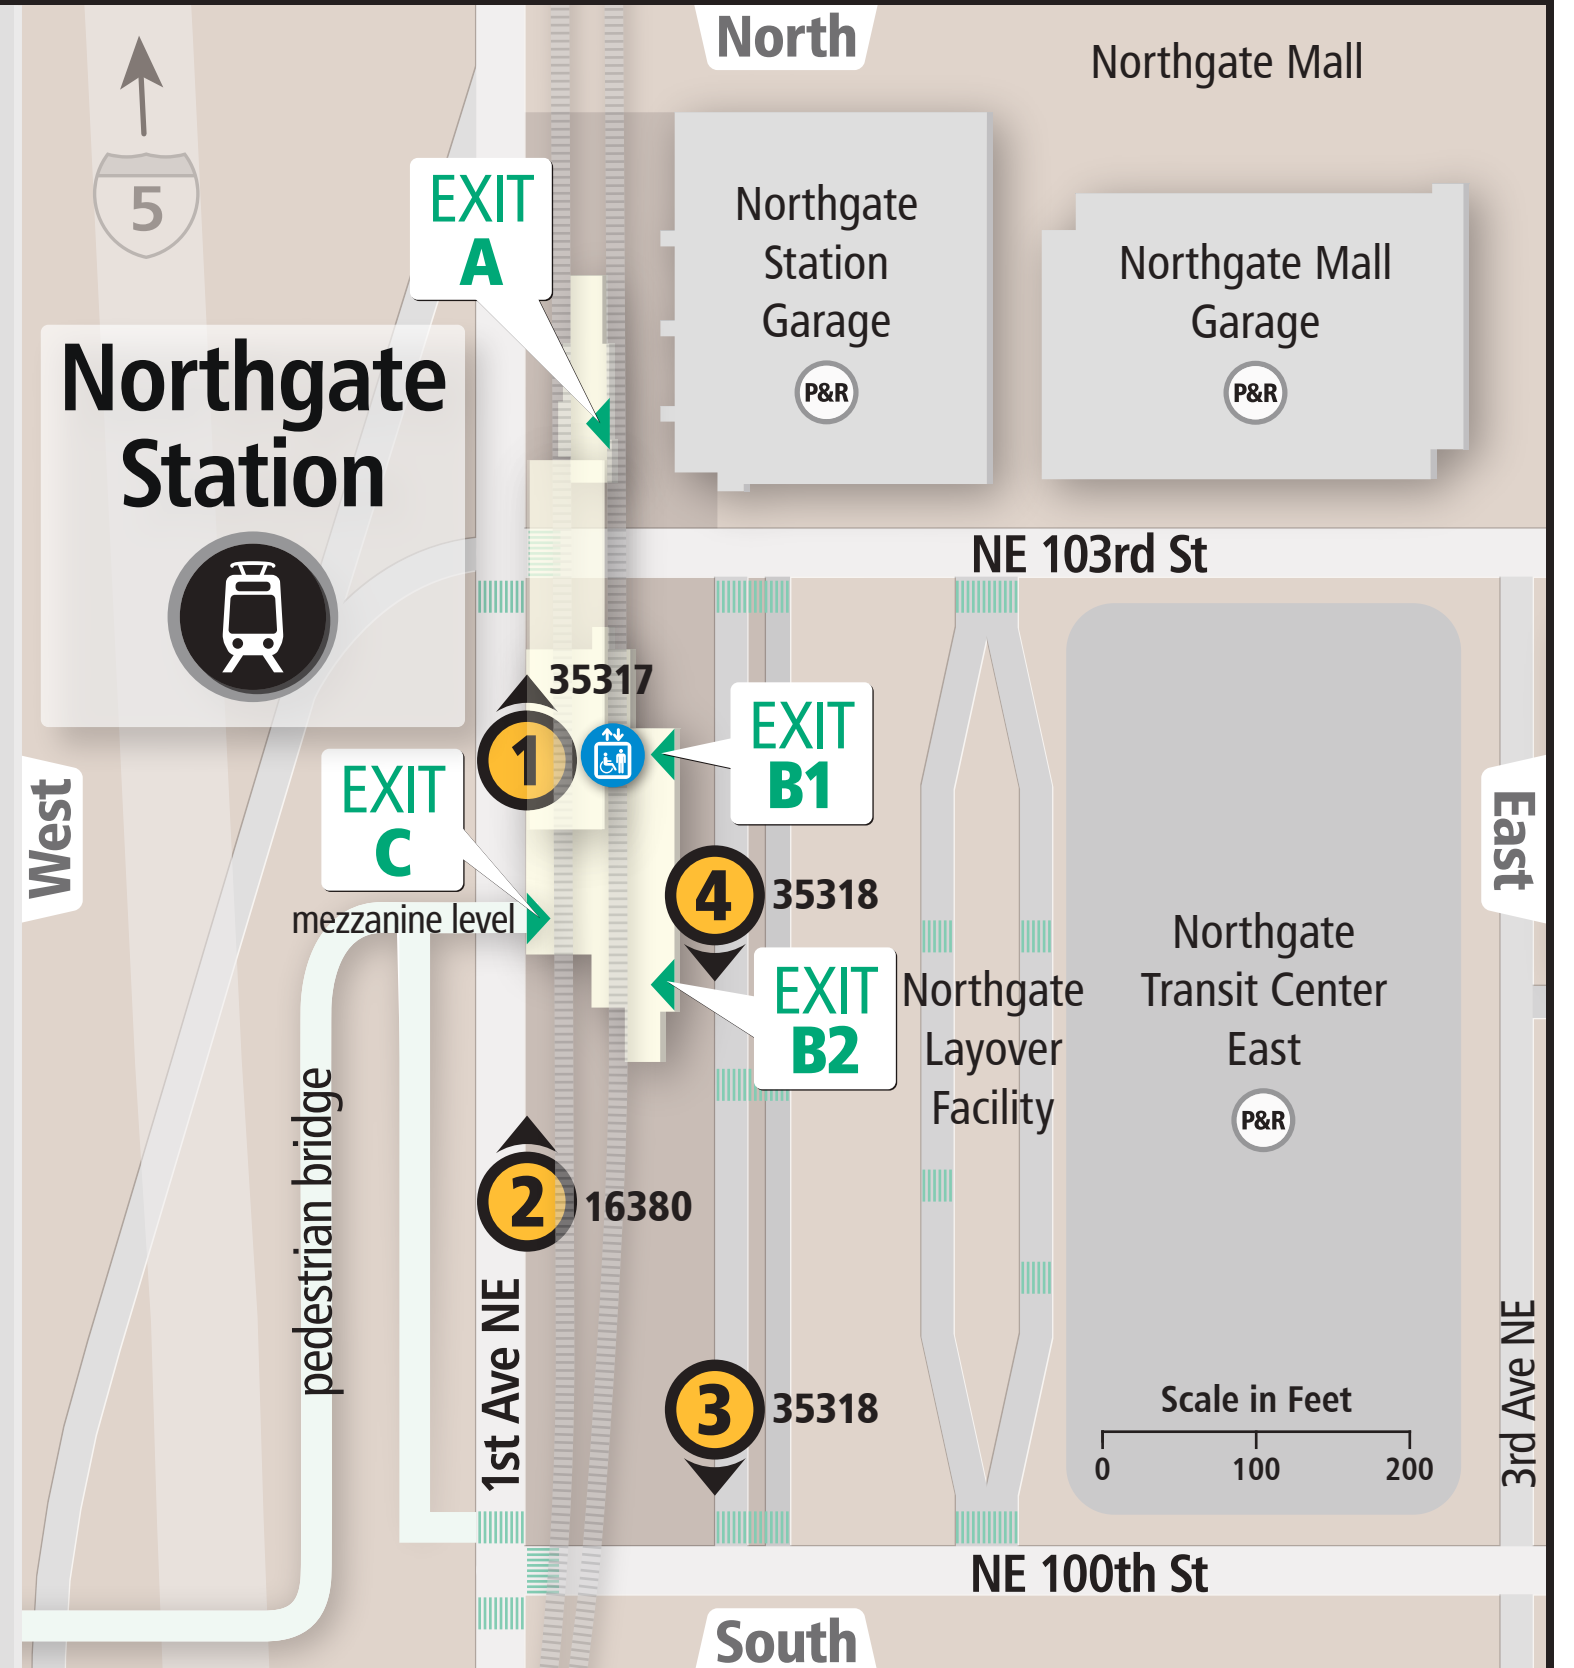 North
Northgate Mall
5
EXIT
A
Northgate
Station
Garage
P&R
Northgate Mall
Garage
P&R
Northgate
Station
NE 103rd St
35317
1
EXIT
B1
EXIT
C
mezzanine level
West
East
4
35318
EXIT
B2
Northgate
Layover
Facility
Northgate
Transit Center
East
P&R
pedestrian bridge
2
16380
1st Ave NE
3
35318
Scale in Feet
0 100 200
3rd Ave NE
NE 100th St
South